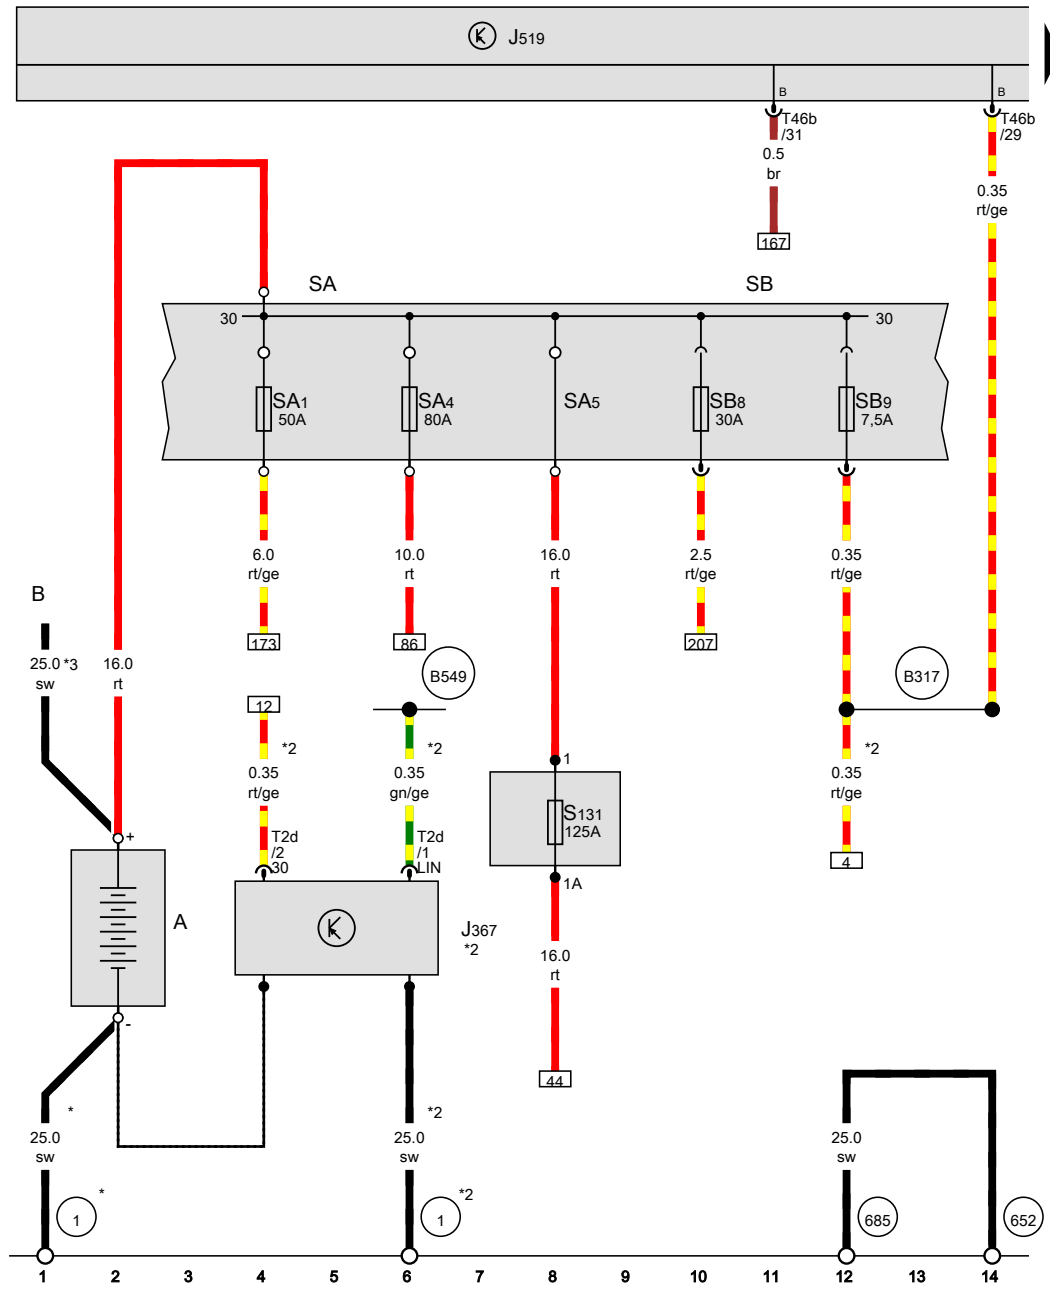 J519
B
B
T46b
/31
T46b
/29
0.5
br
0.35
rt/ge
167
SA
SB
30
30
SA1
50A
SA4
80A
SA5
SB8
30A
SB9
7,5A
6.0
rt/ge
10.0
rt
16.0
rt
2.5
rt/ge
0.35
rt/ge
B
173
86
207
25.0 *3
sw
16.0
rt
B549
B317
12
*2
*2
*2
0.35
rt/ge
0.35
gn/ge
1
0.35
rt/ge
S131
125A
T2d
/2
30
T2d
/1
LIN
+
4
1A
A
J367
*2
16.0
rt
-
44
*
*2
25.0
sw
25.0
sw
25.0
sw
*
*2
1
1
685
652
1 2 3 4 5 6 7 8 9 10 11 12 13 14